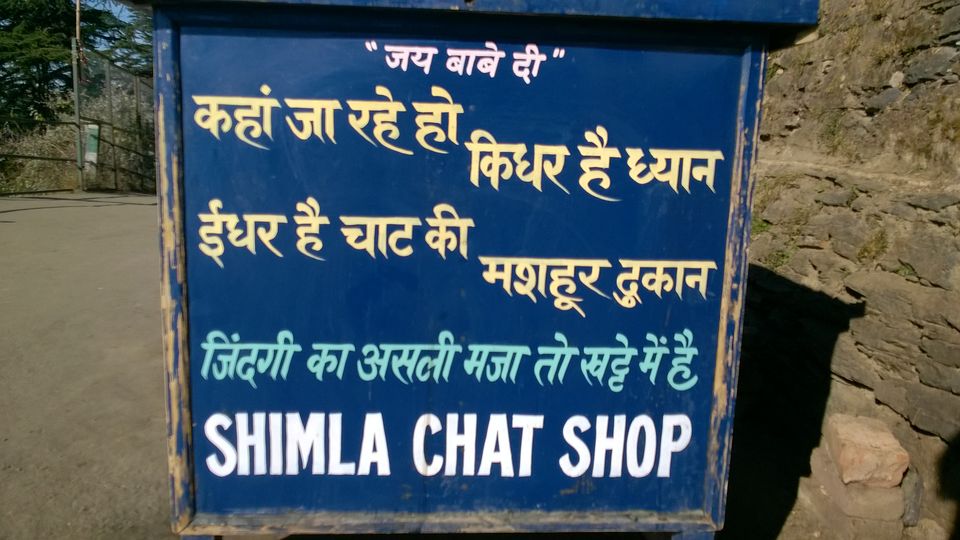 "जय बाबे दी"
कहां जा रहे हो
किधर है ध्यान
ईधर है चाट की
मशहूर दुकान
जिंदगी का असली मजा तो खट्टे में है
SHIMLA CHAT SHOP